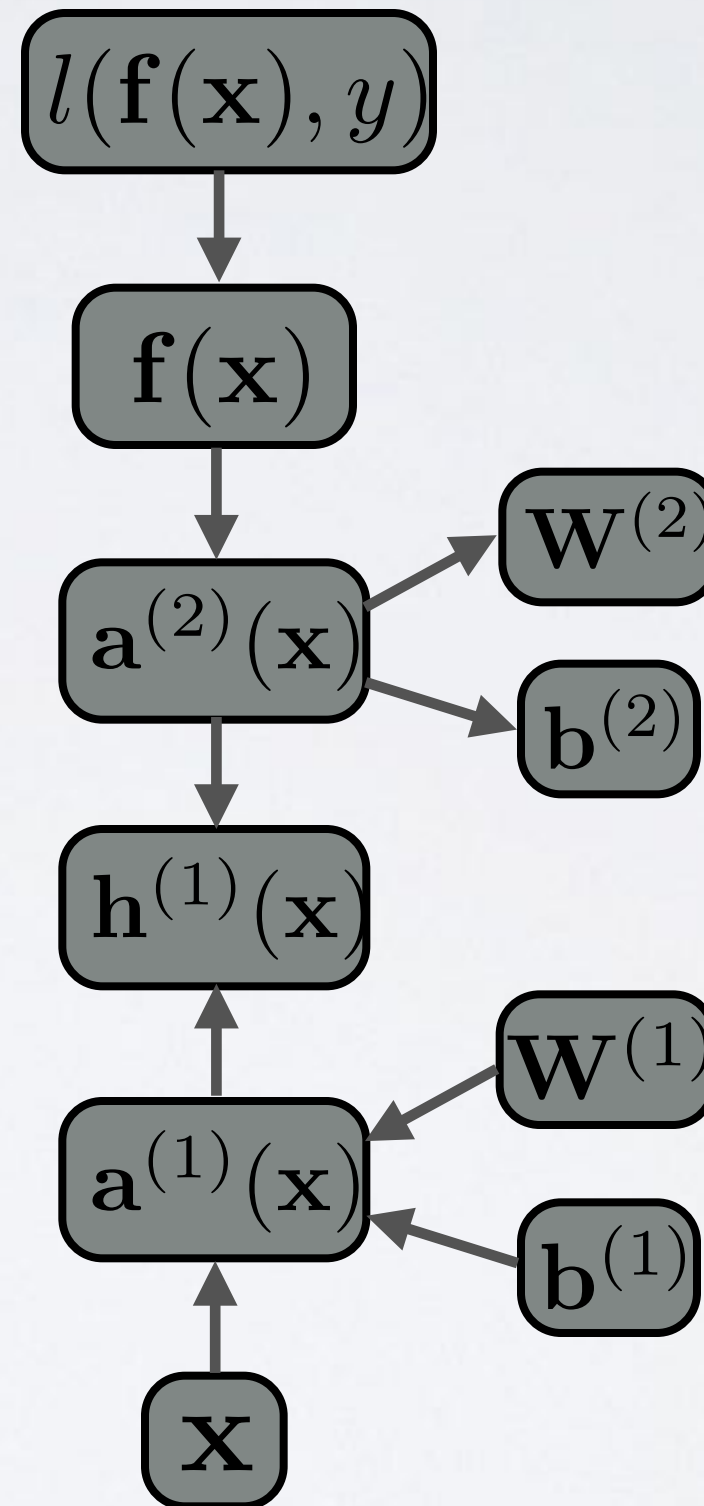 l(f(x), y)
f(x)
W^(2)
a^(2)(x)
b^(2)
h^(1)(x)
W^(1)
a^(1)(x)
b^(1)
x